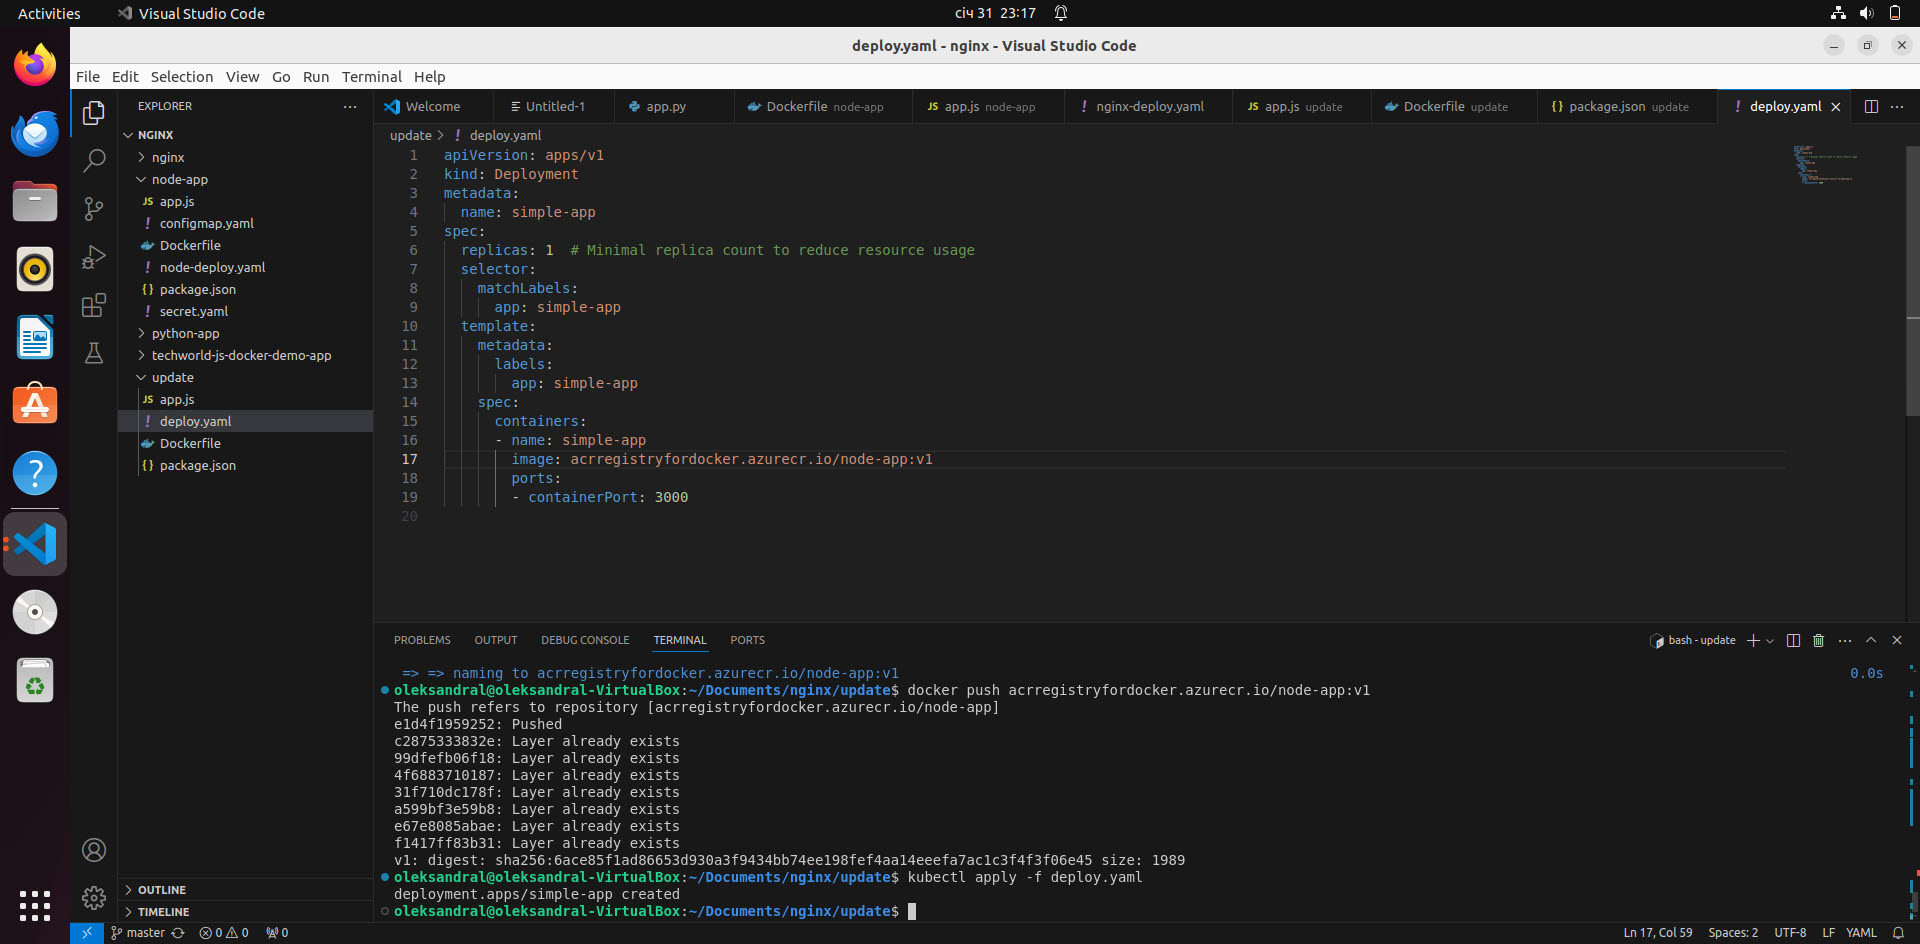 Activities
Visual Studio Code
січ 31 23:17
deploy.yaml - nginx - Visual Studio Code
File Edit Selection View Go Run Terminal Help
EXPLORER
NGINX
nginx
node-app
JS app.js
! configmap.yaml
Dockerfile
! node-deploy.yaml
{} package.json
! secret.yaml
python-app
techworld-js-docker-demo-app
update
JS app.js
! deploy.yaml
Dockerfile
{} package.json
OUTLINE
TIMELINE
Welcome
Untitled-1
app.py
Dockerfile node-app
JS app.js node-app
! nginx-deploy.yaml
JS app.js update
Dockerfile update
{} package.json update
! deploy.yaml
update > ! deploy.yaml
1 apiVersion: apps/v1
2 kind: Deployment
3 metadata:
4 name: simple-app
5 spec:
6 replicas: 1 # Minimal replica count to reduce resource usage
7 selector:
8 matchLabels:
9 app: simple-app
10 template:
11 metadata:
12 labels:
13 app: simple-app
14 spec:
15 containers:
16 - name: simple-app
17 image: acrregistryfordocker.azurecr.io/node-app:v1
18 ports:
19 - containerPort: 3000
20
PROBLEMS OUTPUT DEBUG CONSOLE TERMINAL PORTS
bash - update
=> => naming to acrregistryfordocker.azurecr.io/node-app:v1 0.0s
oleksandral@oleksandral-VirtualBox:~/Documents/nginx/update$ docker push acrregistryfordocker.azurecr.io/node-app:v1
The push refers to repository [acrregistryfordocker.azurecr.io/node-app]
e1d4f1959252: Pushed
c2875333832e: Layer already exists
99dfefb06f18: Layer already exists
4f6883710187: Layer already exists
31f710dc178f: Layer already exists
a599bf3e59b8: Layer already exists
e67e8085abae: Layer already exists
f1417ff83b31: Layer already exists
v1: digest: sha256:6ace85f1ad86653d930a3f9434bb74ee198fef4aa14eeefa7ac1c3f4f3f06e45 size: 1989
oleksandral@oleksandral-VirtualBox:~/Documents/nginx/update$ kubectl apply -f deploy.yaml
deployment.apps/simple-app created
oleksandral@oleksandral-VirtualBox:~/Documents/nginx/update$
master
0 0
0
Ln 17, Col 59
Spaces: 2
UTF-8
LF
YAML